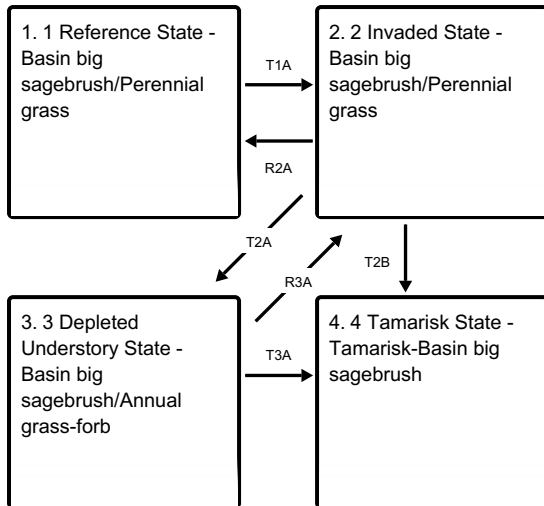 1. 1 Reference State -
Basin big
sagebrush/Perennial
grass
T1A
2. 2 Invaded State -
Basin big
sagebrush/Perennial
grass
R2A
T2A
R3A
T2B
3. 3 Depleted
Understory State -
Basin big
sagebrush/Annual
grass-forb
T3A
4. 4 Tamarisk State -
Tamarisk-Basin big
sagebrush